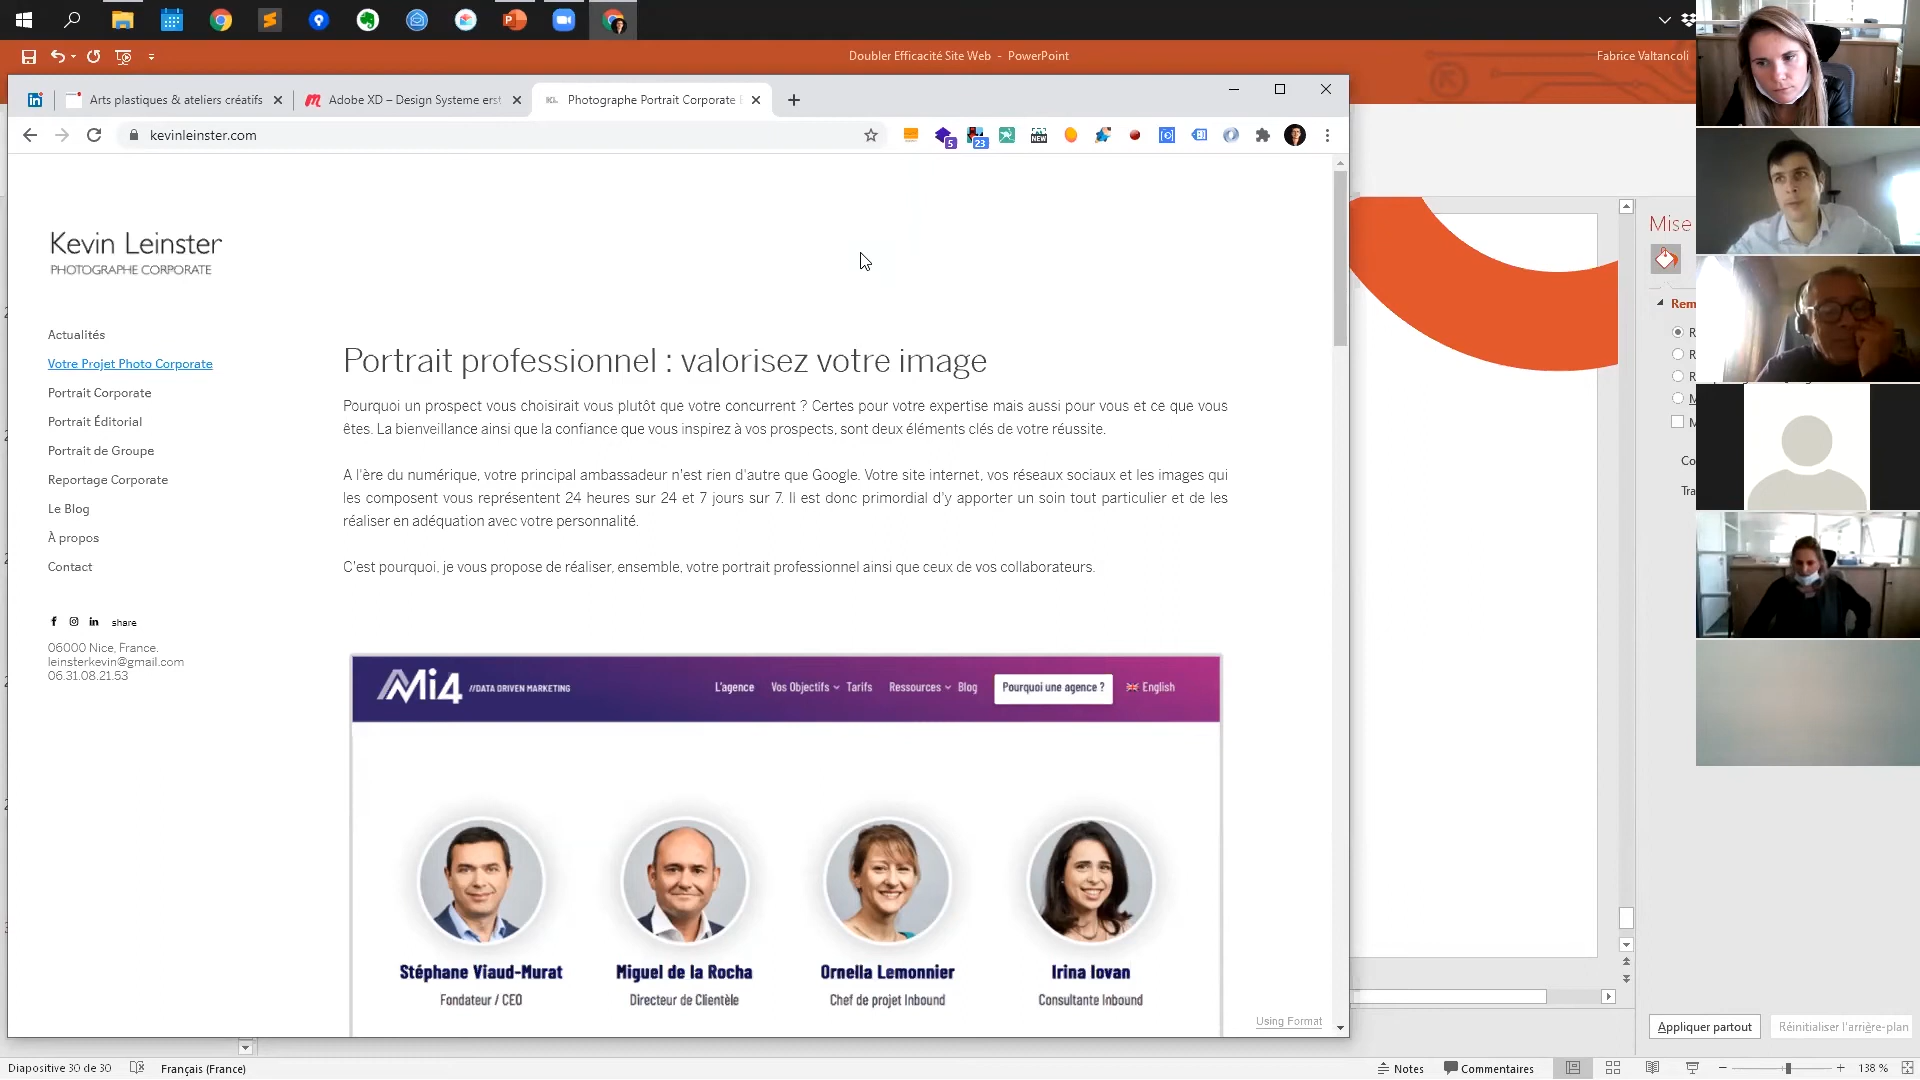 Doubler Efficacité Site Web - PowerPoint
Fabrice Valtancoli
Arts plastiques & ateliers créatifs
Adobe XD – Design Systeme erst
Photographe Portrait Corporate
kevinleinster.com
5
23
NEW
Kevin Leinster
PHOTOGRAPHE CORPORATE
Actualités
Votre Projet Photo Corporate
Portrait Corporate
Portrait Éditorial
Portrait de Groupe
Reportage Corporate
Le Blog
À propos
Contact
share
06000 Nice, France.
leinsterkevin@gmail.com
06.31.08.21.53
Portrait professionnel : valorisez votre image
Pourquoi un prospect vous choisirait vous plutôt que votre concurrent ? Certes pour votre expertise mais aussi pour vous et ce que vous
êtes. La bienveillance ainsi que la confiance que vous inspirez à vos prospects, sont deux éléments clés de votre réussite.
A l'ère du numérique, votre principal ambassadeur n'est rien d'autre que Google. Votre site internet, vos réseaux sociaux et les images qui
les composent vous représentent 24 heures sur 24 et 7 jours sur 7. Il est donc primordial d'y apporter un soin tout particulier et de les
réaliser en adéquation avec votre personnalité.
C'est pourquoi, je vous propose de réaliser, ensemble, votre portrait professionnel ainsi que ceux de vos collaborateurs.
Mi4 //DATA DRIVEN MARKETING
L'agence Vos Objectifs Tarifs Ressources Blog Pourquoi une agence ? English
Stéphane Viaud-Murat
Fondateur / CEO
Miguel de la Rocha
Directeur de Clientèle
Ornella Lemonnier
Chef de projet Inbound
Irina Iovan
Consultante Inbound
Using Format
Mise
Rem
R
R
R
M
M
Co
Tra
Appliquer partout
Réinitialiser l'arrière-plan
Diapositive 30 de 30
Français (France)
Notes
Commentaires
138 %